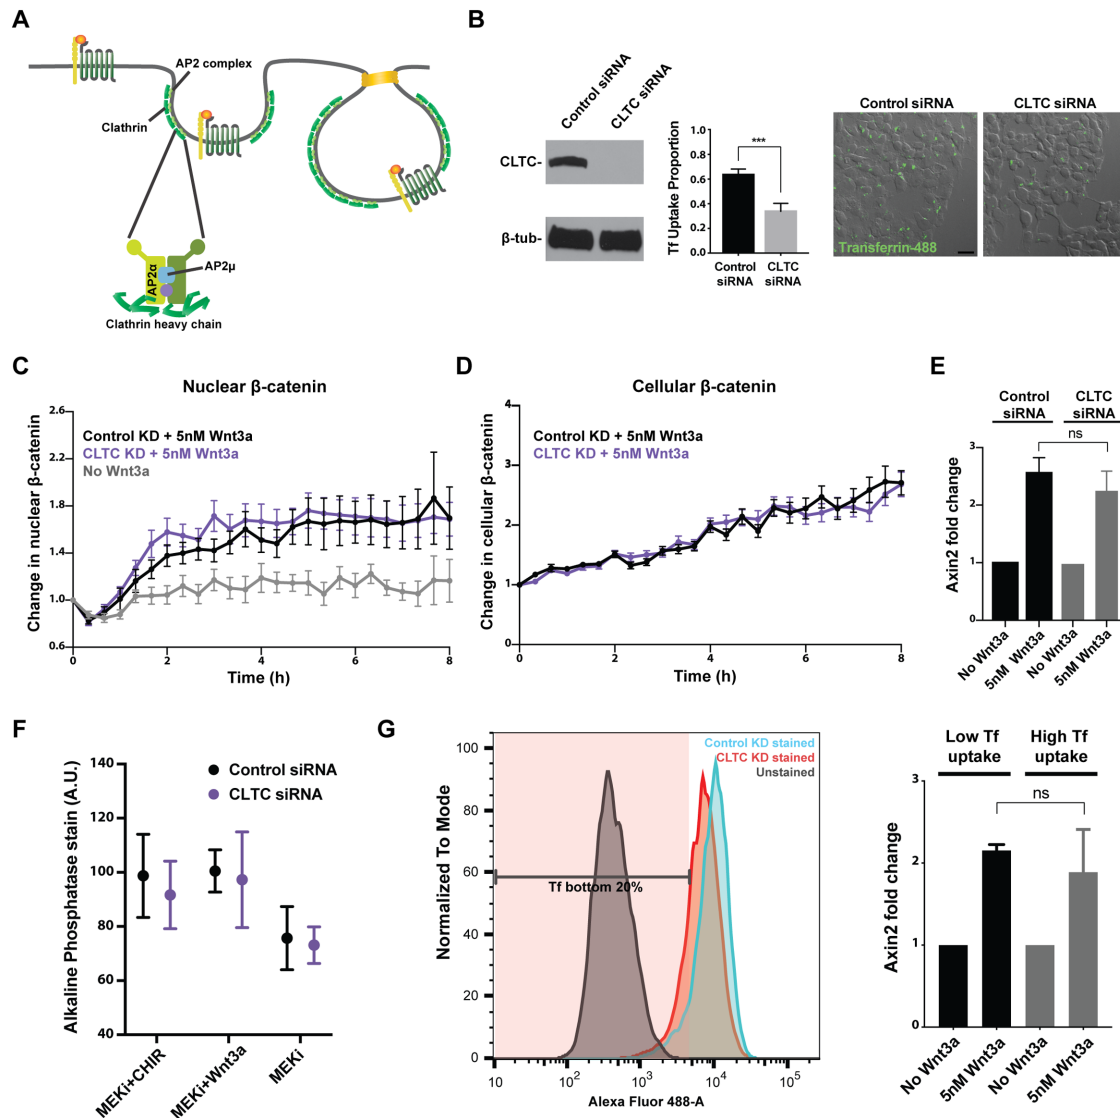 A
AP2 complex
Clathrin
AP2α
AP2μ
Clathrin heavy chain
B
Control siRNA
CLTC siRNA
CLTC-
β-tub-
Tf Uptake Proportion
1.0
0.8
0.6
0.4
0.2
0.0
***
Control siRNA
CLTC siRNA
Control siRNA
CLTC siRNA
Transferrin-488
C
Nuclear β-catenin
Change in nuclear β-catenin
2.6
2.2
1.8
1.4
1.0
0.6
Control KD + 5nM Wnt3a
CLTC KD + 5nM Wnt3a
No Wnt3a
0
2
4
6
8
Time (h)
D
Cellular β-catenin
Change in cellular β-catenin
4
3
2
1
0
Control KD + 5nM Wnt3a
CLTC KD + 5nM Wnt3a
0
2
4
6
8
Time (h)
E
Control siRNA
CLTC siRNA
ns
Axin2 fold change
3
2
1
0
No Wnt3a
5nM Wnt3a
No Wnt3a
5nM Wnt3a
F
Alkaline Phosphatase stain (A.U.)
140
120
100
80
60
40
Control siRNA
CLTC siRNA
MEKi+CHIR
MEKi+Wnt3a
MEKi
G
Normalized To Mode
100
80
60
40
20
0
Control KD stained
CLTC KD stained
Unstained
Tf bottom 20%
10
10²
10³
10⁴
10⁵
Alexa Fluor 488-A
Low Tf uptake
High Tf uptake
ns
Axin2 fold change
3
2
1
0
No Wnt3a
5nM Wnt3a
No Wnt3a
5nM Wnt3a